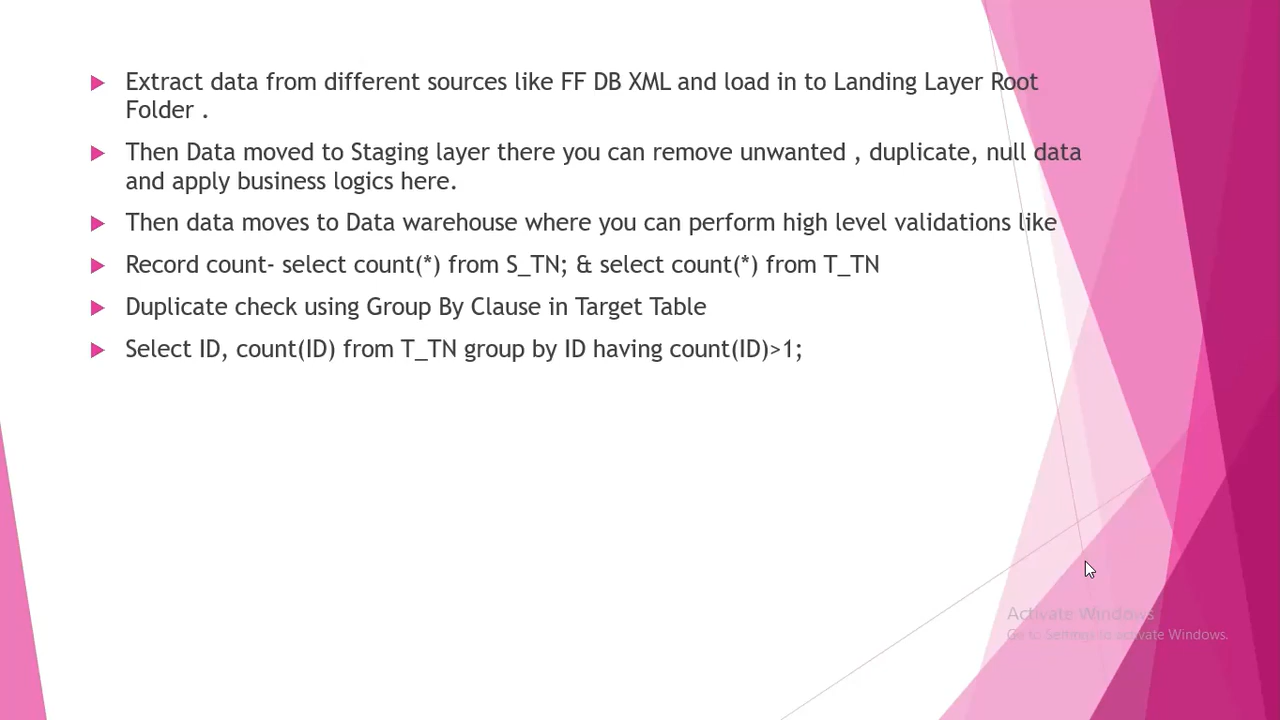 Extract data from different sources like FF DB XML and load in to Landing Layer Root
Folder .
Then Data moved to Staging layer there you can remove unwanted , duplicate, null data
and apply business logics here.
Then data moves to Data warehouse where you can perform high level validations like
Record count- select count(*) from S_TN; & select count(*) from T_TN
Duplicate check using Group By Clause in Target Table
Select ID, count(ID) from T_TN group by ID having count(ID)>1;
Activate Windows
Go to Settings to activate Windows.